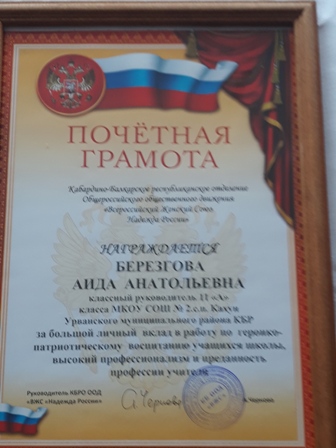 ПОЧЁТНАЯ
ГРАМОТА
Кабардино-Балкарское республиканское отделение
Общероссийского общественного движения
«Всероссийский Женский Союз
Надежда России»
НАГРАЖДАЕТСЯ
БЕРЕЗГОВА
АИДА АНАТОЛЬЕВНА
классный руководитель 11 «А»
класса МКОУ СОШ № 2 с.п. Кахун
Урванского муниципального района КБР
за большой личный вклад в работу по героико-
патриотическому воспитанию учащихся школы,
высокий профессионализм и преданность
профессии учителя
Руководитель КБРО ООД
«ВЖС «Надежда России»
Чернова